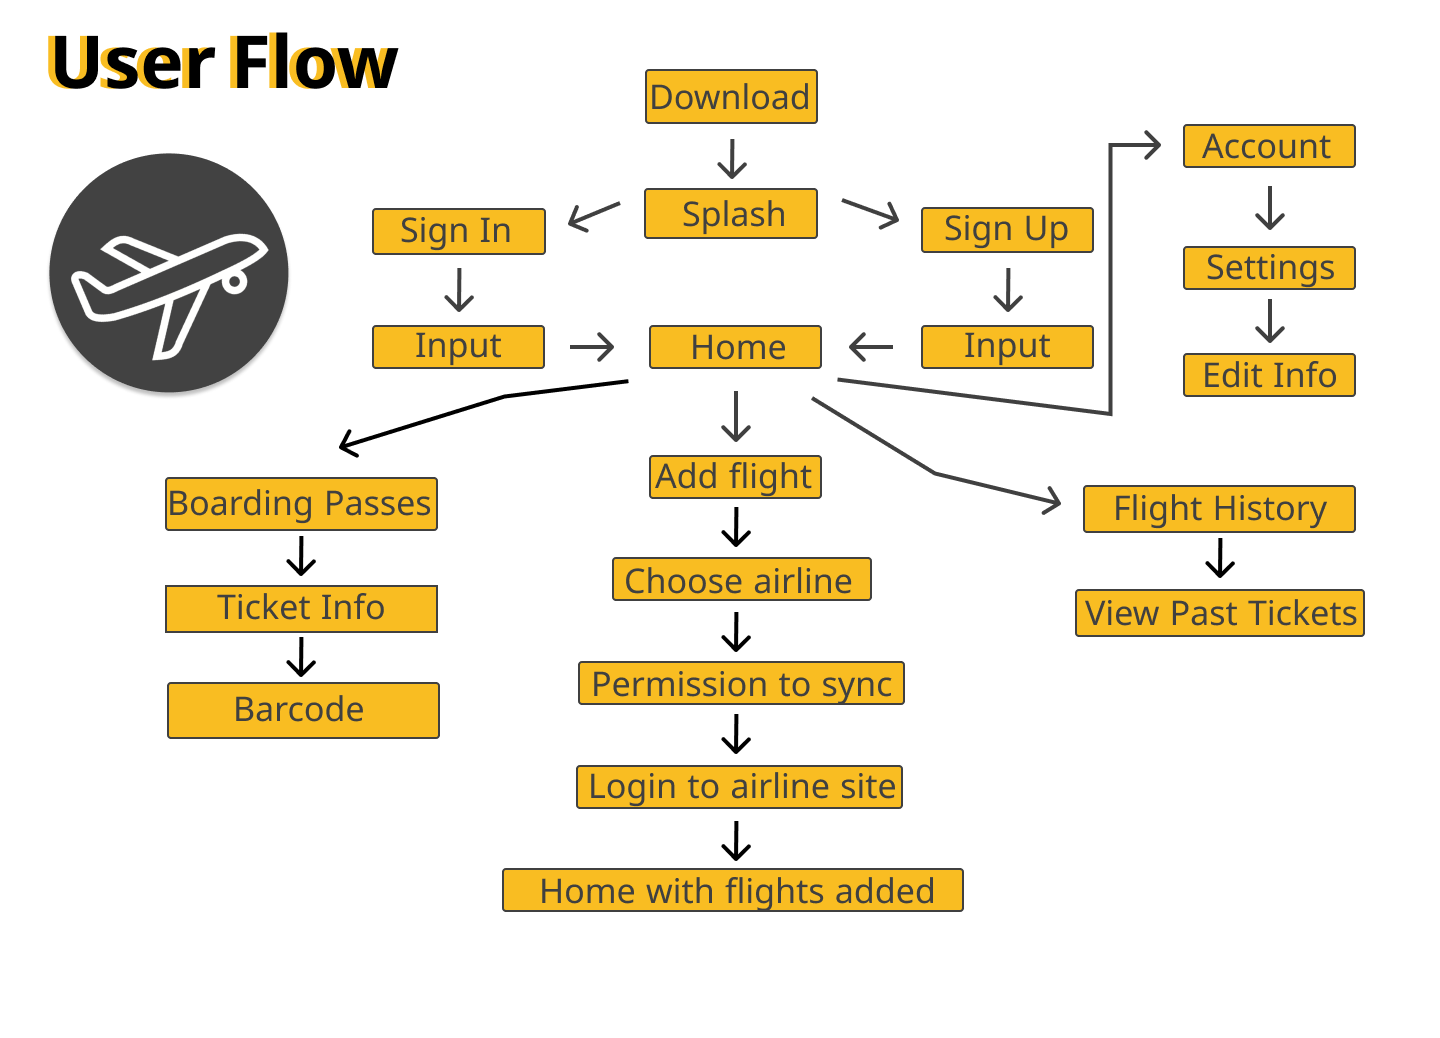 User Flow
Download
Account
Splash
Sign In
Sign Up
Settings
Input
Home
Input
Edit Info
Add flight
Boarding Passes
Flight History
Choose airline
Ticket Info
View Past Tickets
Permission to sync
Barcode
Login to airline site
Home with flights added